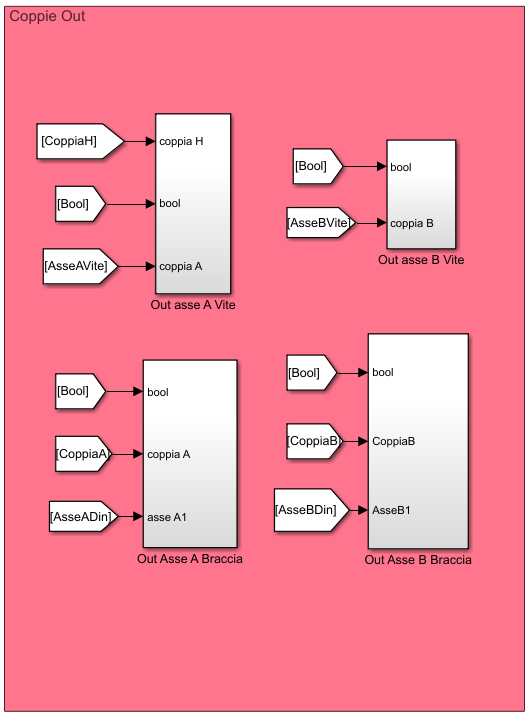 Coppie Out
[CoppiaH]
coppia H
[Bool]
bool
[AsseAVite]
coppia A
Out asse A Vite
[Bool]
bool
[AsseBVite]
coppia B
Out asse B Vite
[Bool]
bool
[CoppiaA]
coppia A
[AsseADin]
asse A1
Out Asse A Braccia
[Bool]
bool
[CoppiaB]
CoppiaB
[AsseBDin]
AsseB1
Out Asse B Braccia